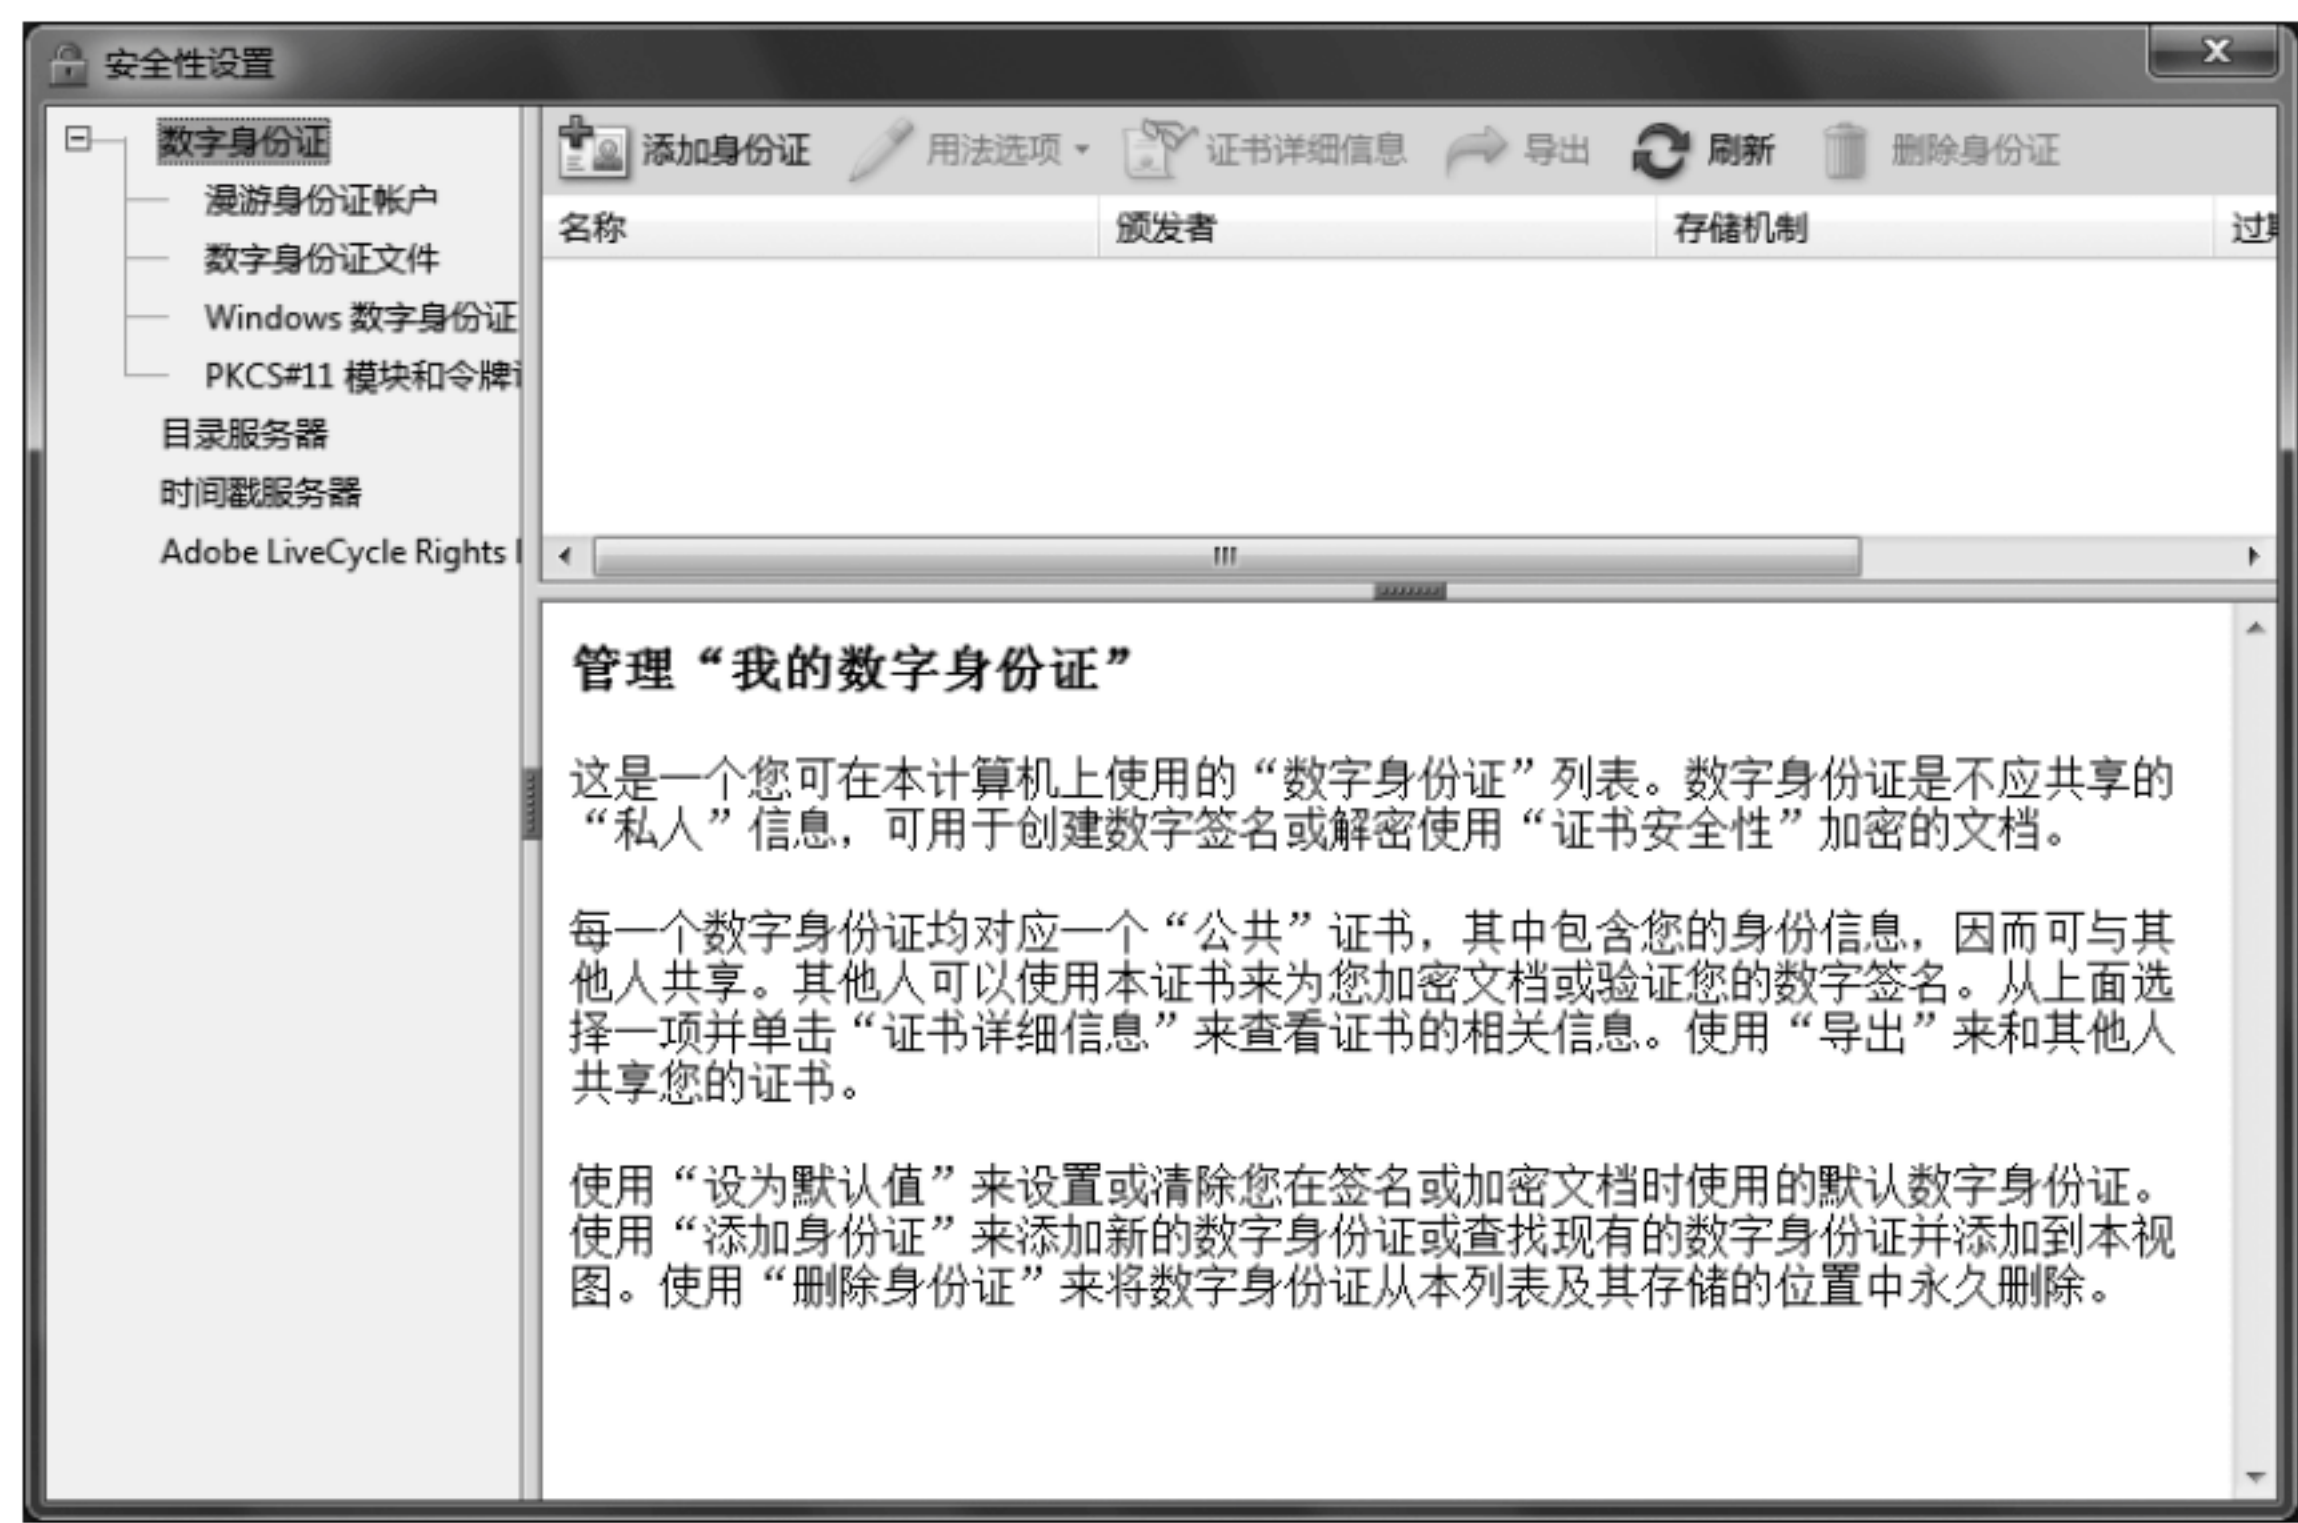 安全性设置
数字身份证
漫游身份证帐户
数字身份证文件
Windows 数字身份证
PKCS#11 模块和令牌
目录服务器
时间戳服务器
Adobe LiveCycle Rights
添加身份证 用法选项 证书详细信息 导出 刷新 删除身份证
名称 颁发者 存储机制 过
管理“我的数字身份证”
这是一个您可在本计算机上使用的“数字身份证”列表。数字身份证是不应共享的
“私人”信息，可用于创建数字签名或解密使用“证书安全性”加密的文档。
每一个数字身份证均对应一个“公共”证书，其中包含您的身份信息，因而可与其
他人共享。其他人可以使用本证书来为您加密文档或验证您的数字签名。从上面选
择一项并单击“证书详细信息”来查看证书的相关信息。使用“导出”来和其他人
共享您的证书。
使用“设为默认值”来设置或清除您在签名或加密文档时使用的默认数字身份证。
使用“添加身份证”来添加新的数字身份证或查找现有的数字身份证并添加到本视
图。使用“删除身份证”来将数字身份证从本列表及其存储的位置中永久删除。